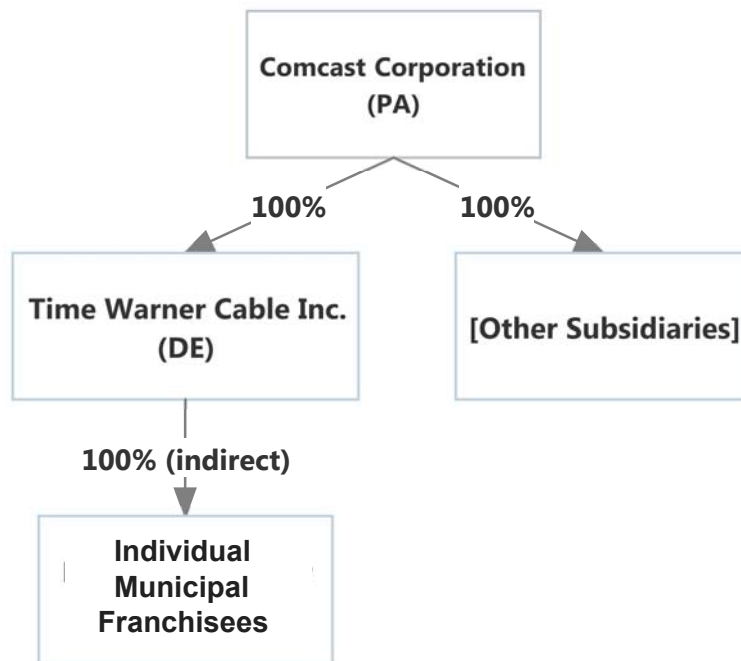 Comcast Corporation
(PA)
100%
100%
Time Warner Cable Inc.
(DE)
[Other Subsidiaries]
100% (indirect)
Individual
Municipal
Franchisees